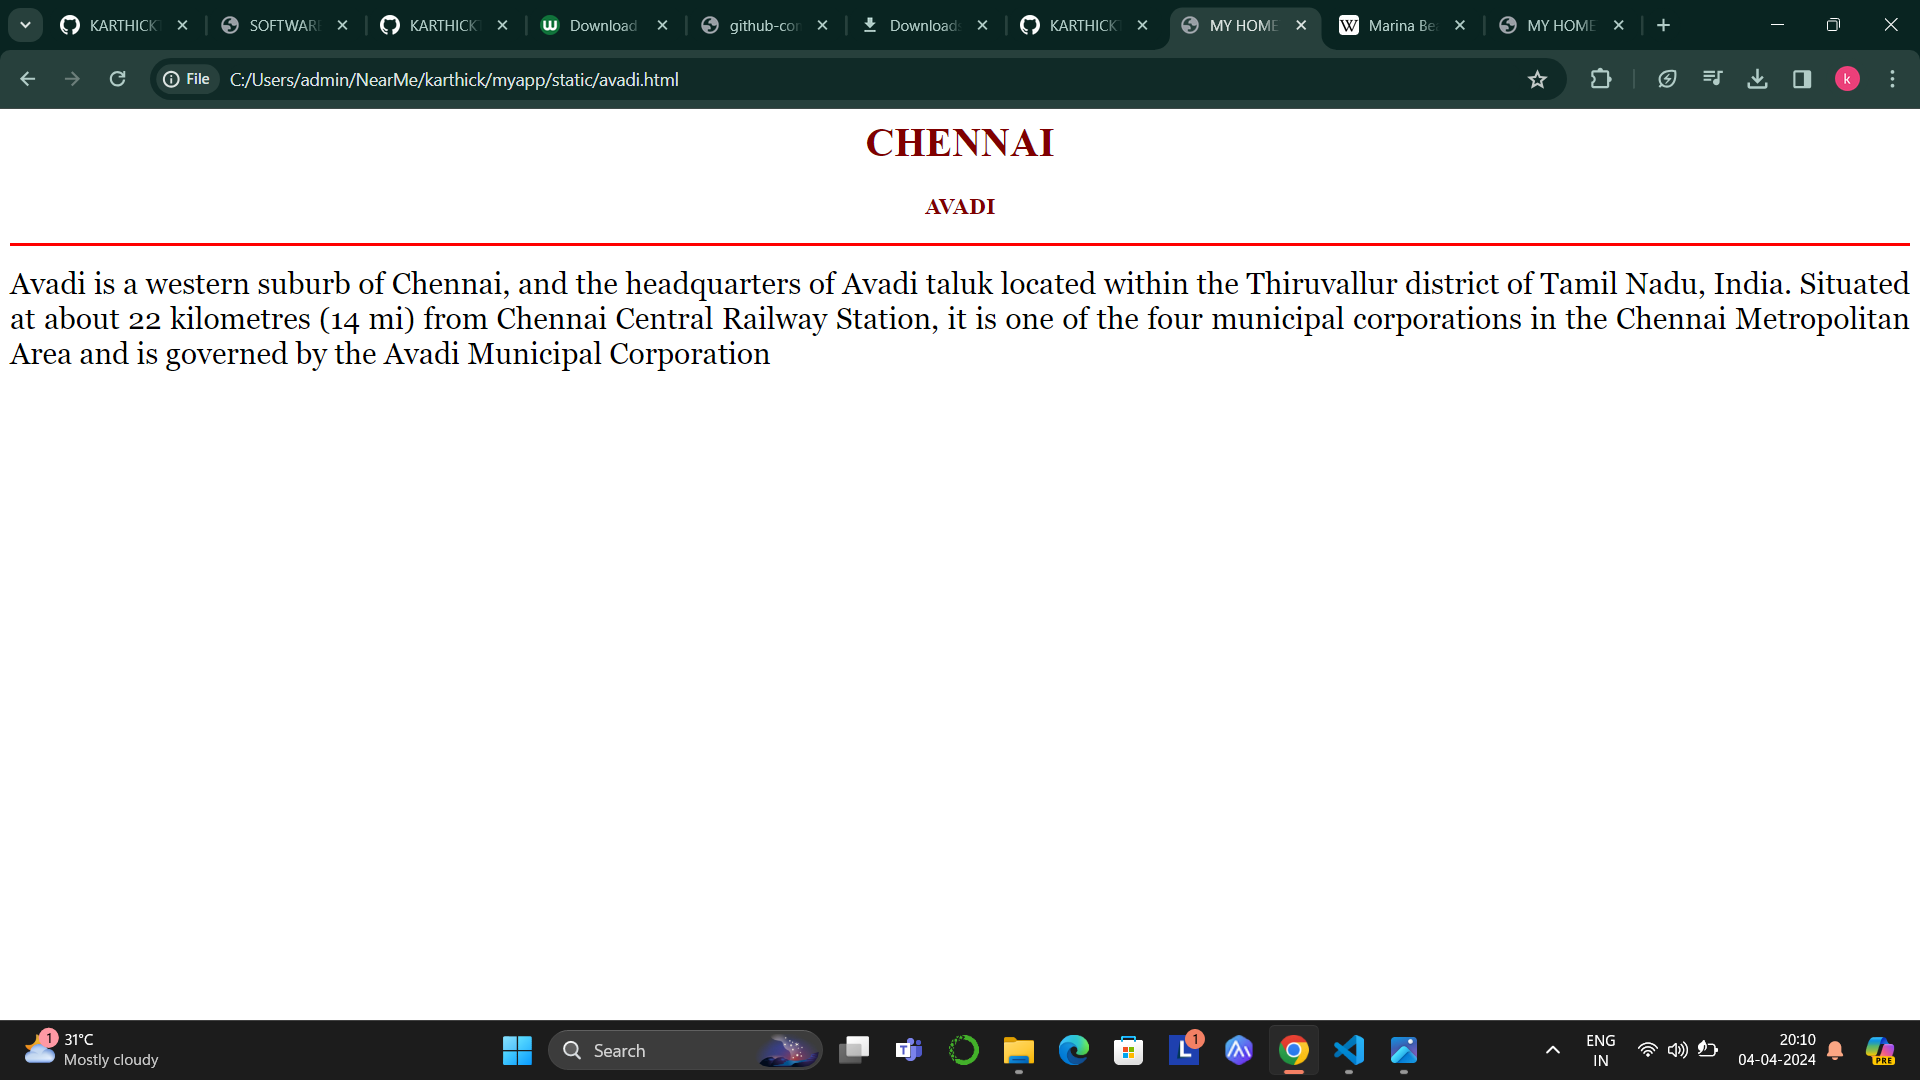 KARTHICK
SOFTWAR
KARTHICK
Download
github-co
Download
KARTHICK
MY HOME
Marina Be
MY HOME
File
C:/Users/admin/NearMe/karthick/myapp/static/avadi.html
k
CHENNAI
AVADI
Avadi is a western suburb of Chennai, and the headquarters of Avadi taluk located within the Thiruvallur district of Tamil Nadu, India. Situated
at about 22 kilometres (14 mi) from Chennai Central Railway Station, it is one of the four municipal corporations in the Chennai Metropolitan
Area and is governed by the Avadi Municipal Corporation
1
31°C
Mostly cloudy
Search
1
ENG
IN
20:10
04-04-2024
PRE